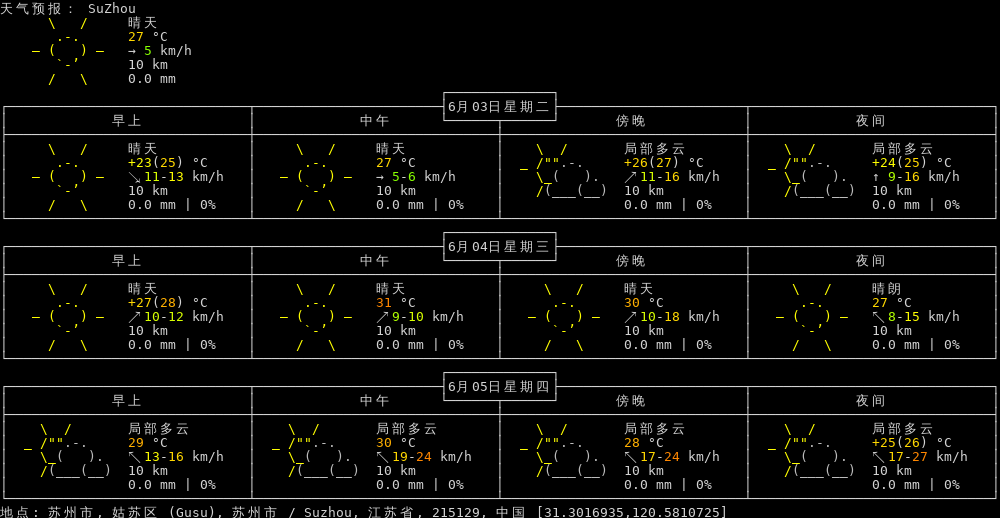 天气预报: SuZhou
晴天
27 °C
→ 5 km/h
10 km
0.0 mm
6月03日星期二
早上 中午 傍晚 夜间
晴天 晴天 局部多云 局部多云
+23(25) °C 27 °C +26(27) °C +24(25) °C
↘11-13 km/h → 5-6 km/h ↗11-16 km/h ↑ 9-16 km/h
10 km 10 km 10 km 10 km
0.0 mm | 0% 0.0 mm | 0% 0.0 mm | 0% 0.0 mm | 0%
6月04日星期三
早上 中午 傍晚 夜间
晴天 晴天 晴天 晴朗
+27(28) °C 31 °C 30 °C 27 °C
↗10-12 km/h ↗9-10 km/h ↗10-18 km/h ↖8-15 km/h
10 km 10 km 10 km 10 km
0.0 mm | 0% 0.0 mm | 0% 0.0 mm | 0% 0.0 mm | 0%
6月05日星期四
早上 中午 傍晚 夜间
局部多云 局部多云 局部多云 局部多云
29 °C 30 °C 28 °C +25(26) °C
↖13-16 km/h ↖19-24 km/h ↖17-24 km/h ↖17-27 km/h
10 km 10 km 10 km 10 km
0.0 mm | 0% 0.0 mm | 0% 0.0 mm | 0% 0.0 mm | 0%
地点: 苏州市, 姑苏区 (Gusu), 苏州市 / Suzhou, 江苏省, 215129, 中国 [31.3016935,120.5810725]